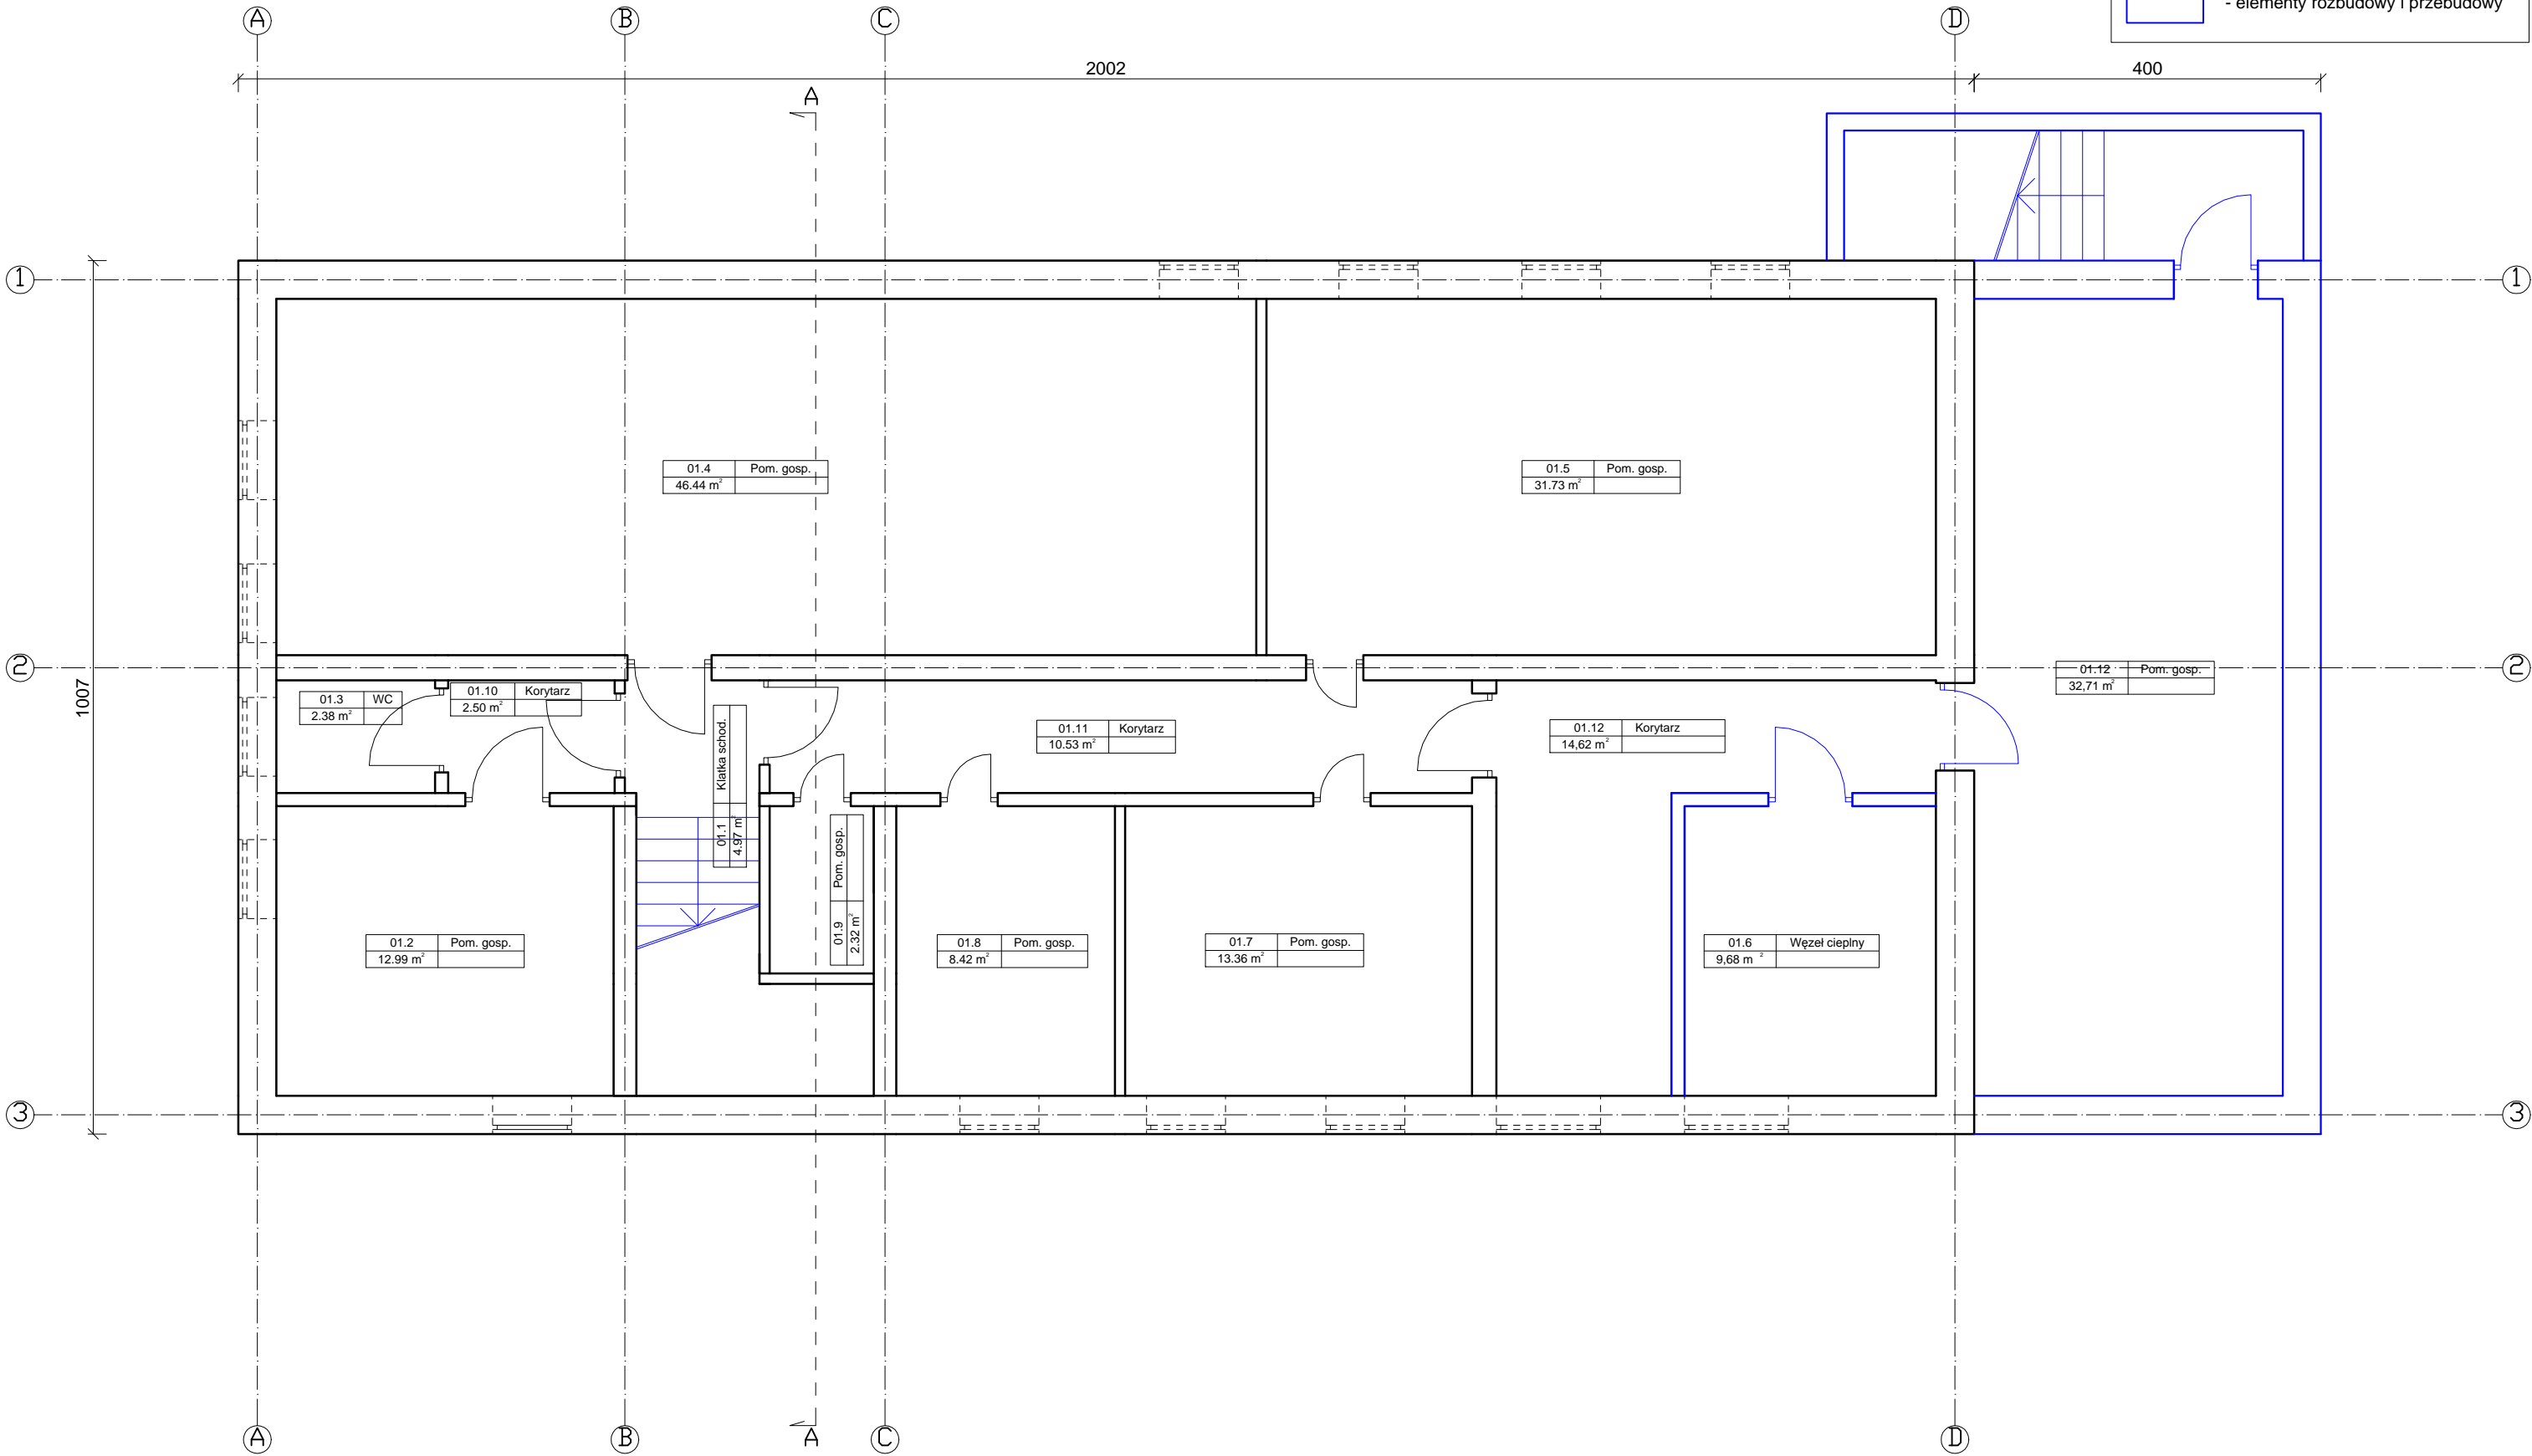 - elementy rozbudowy i przebudowy
A
B
C
D
2002
400
A
1
1
01.4 Pom. gosp.
46.44 m²
01.5 Pom. gosp.
31.73 m²
2
2
1007
01.3 WC
2.38 m²
01.10 Korytarz
2.50 m²
01.12 Pom. gosp.
32,71 m²
01.1 Klatka schod.
4.97 m²
01.11 Korytarz
10.53 m²
01.12 Korytarz
14,62 m²
01.9 Pom. gosp.
2.32 m²
01.2 Pom. gosp.
12.99 m²
01.8 Pom. gosp.
8.42 m²
01.7 Pom. gosp.
13.36 m²
01.6 Węzeł cieplny
9,68 m²
3
3
A
B
A
C
D